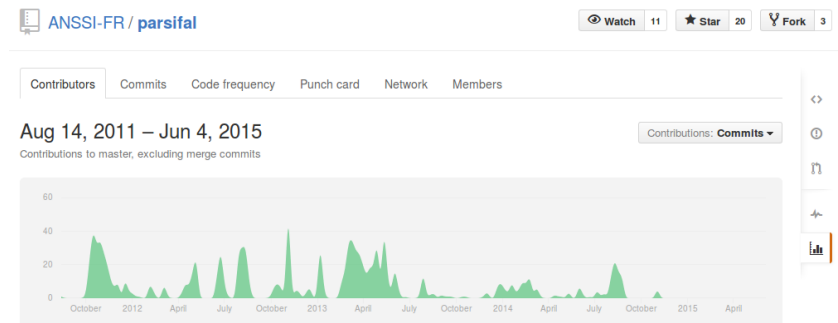 ANSSI-FR / parsifal
Watch 11 Star 20 Fork 3
Contributors Commits Code frequency Punch card Network Members
Aug 14, 2011 – Jun 4, 2015
Contributions: Commits
Contributions to master, excluding merge commits
60
40
20
0
October 2012 April July October 2013 April July October 2014 April July October 2015 April